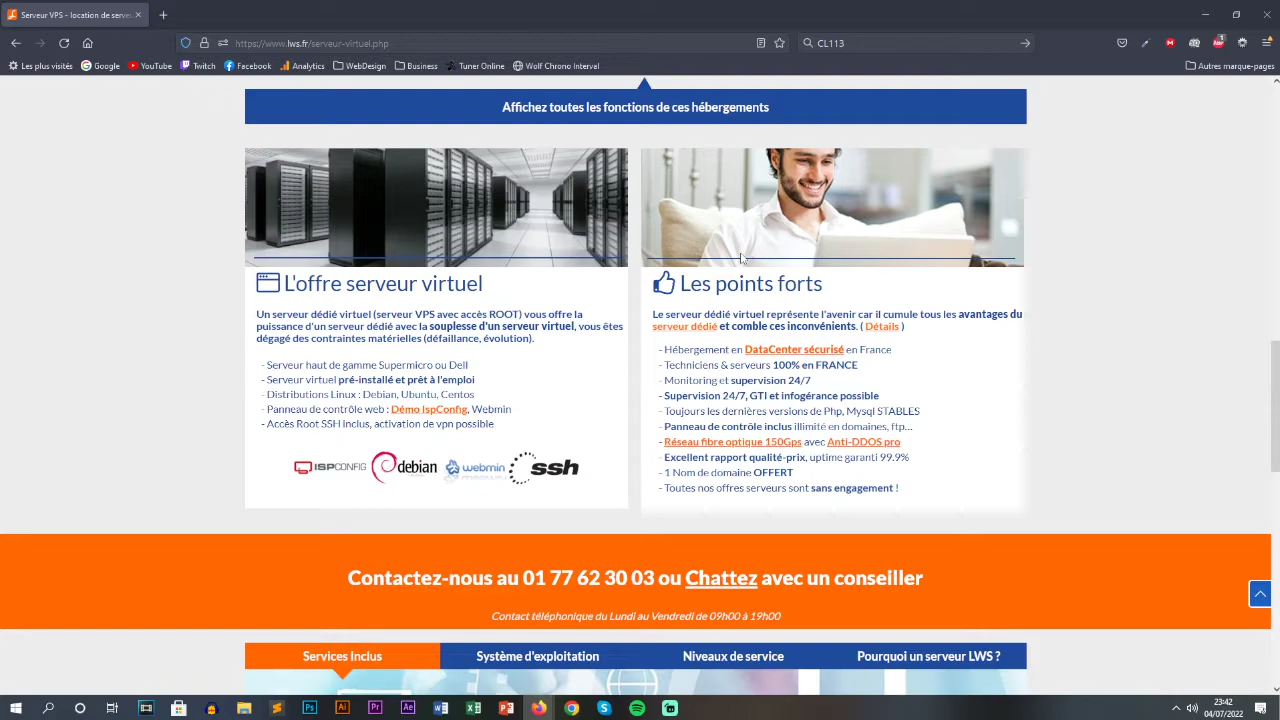 Serveur VPS - location de serve
https://www.lws.fr/serveur-virtuel.php
CL113
Les plus visités
Google
YouTube
Twitch
Facebook
Analytics
WebDesign
Business
Tuner Online
Wolf Chrono Interval
Autres marque-pages
Affichez toutes les fonctions de ces hébergements
L'offre serveur virtuel
Un serveur dédié virtuel (serveur VPS avec accès ROOT) vous offre la
puissance d'un serveur dédié avec la souplesse d'un serveur virtuel, vous êtes
dégagé des contraintes matérielles (défaillance, évolution).
- Serveur haut de gamme Supermicro ou Dell
- Serveur virtuel pré-installé et prêt à l'emploi
- Distributions Linux : Debian, Ubuntu, Centos
- Panneau de contrôle web : Démo IspConfig, Webmin
- Accès Root SSH inclus, activation de vpn possible
ISPCONFIG
debian
webmin
ssh
Les points forts
Le serveur dédié virtuel représente l'avenir car il cumule tous les avantages du
serveur dédié et comble ces inconvénients. ( Détails )
- Hébergement en DataCenter sécurisé en France
- Techniciens & serveurs 100% en FRANCE
- Monitoring et supervision 24/7
- Supervision 24/7, GTI et infogérance possible
- Toujours les dernières versions de Php, Mysql STABLES
- Panneau de contrôle inclus illimité en domaines, ftp...
- Réseau fibre optique 150Gps avec Anti-DDOS pro
- Excellent rapport qualité-prix, uptime garanti 99.9%
- 1 Nom de domaine OFFERT
- Toutes nos offres serveurs sont sans engagement !
Contactez-nous au 01 77 62 30 03 ou Chattez avec un conseiller
Contact téléphonique du Lundi au Vendredi de 09h00 à 19h00
Services Inclus
Système d'exploitation
Niveaux de service
Pourquoi un serveur LWS ?
23:42
04/07/2022